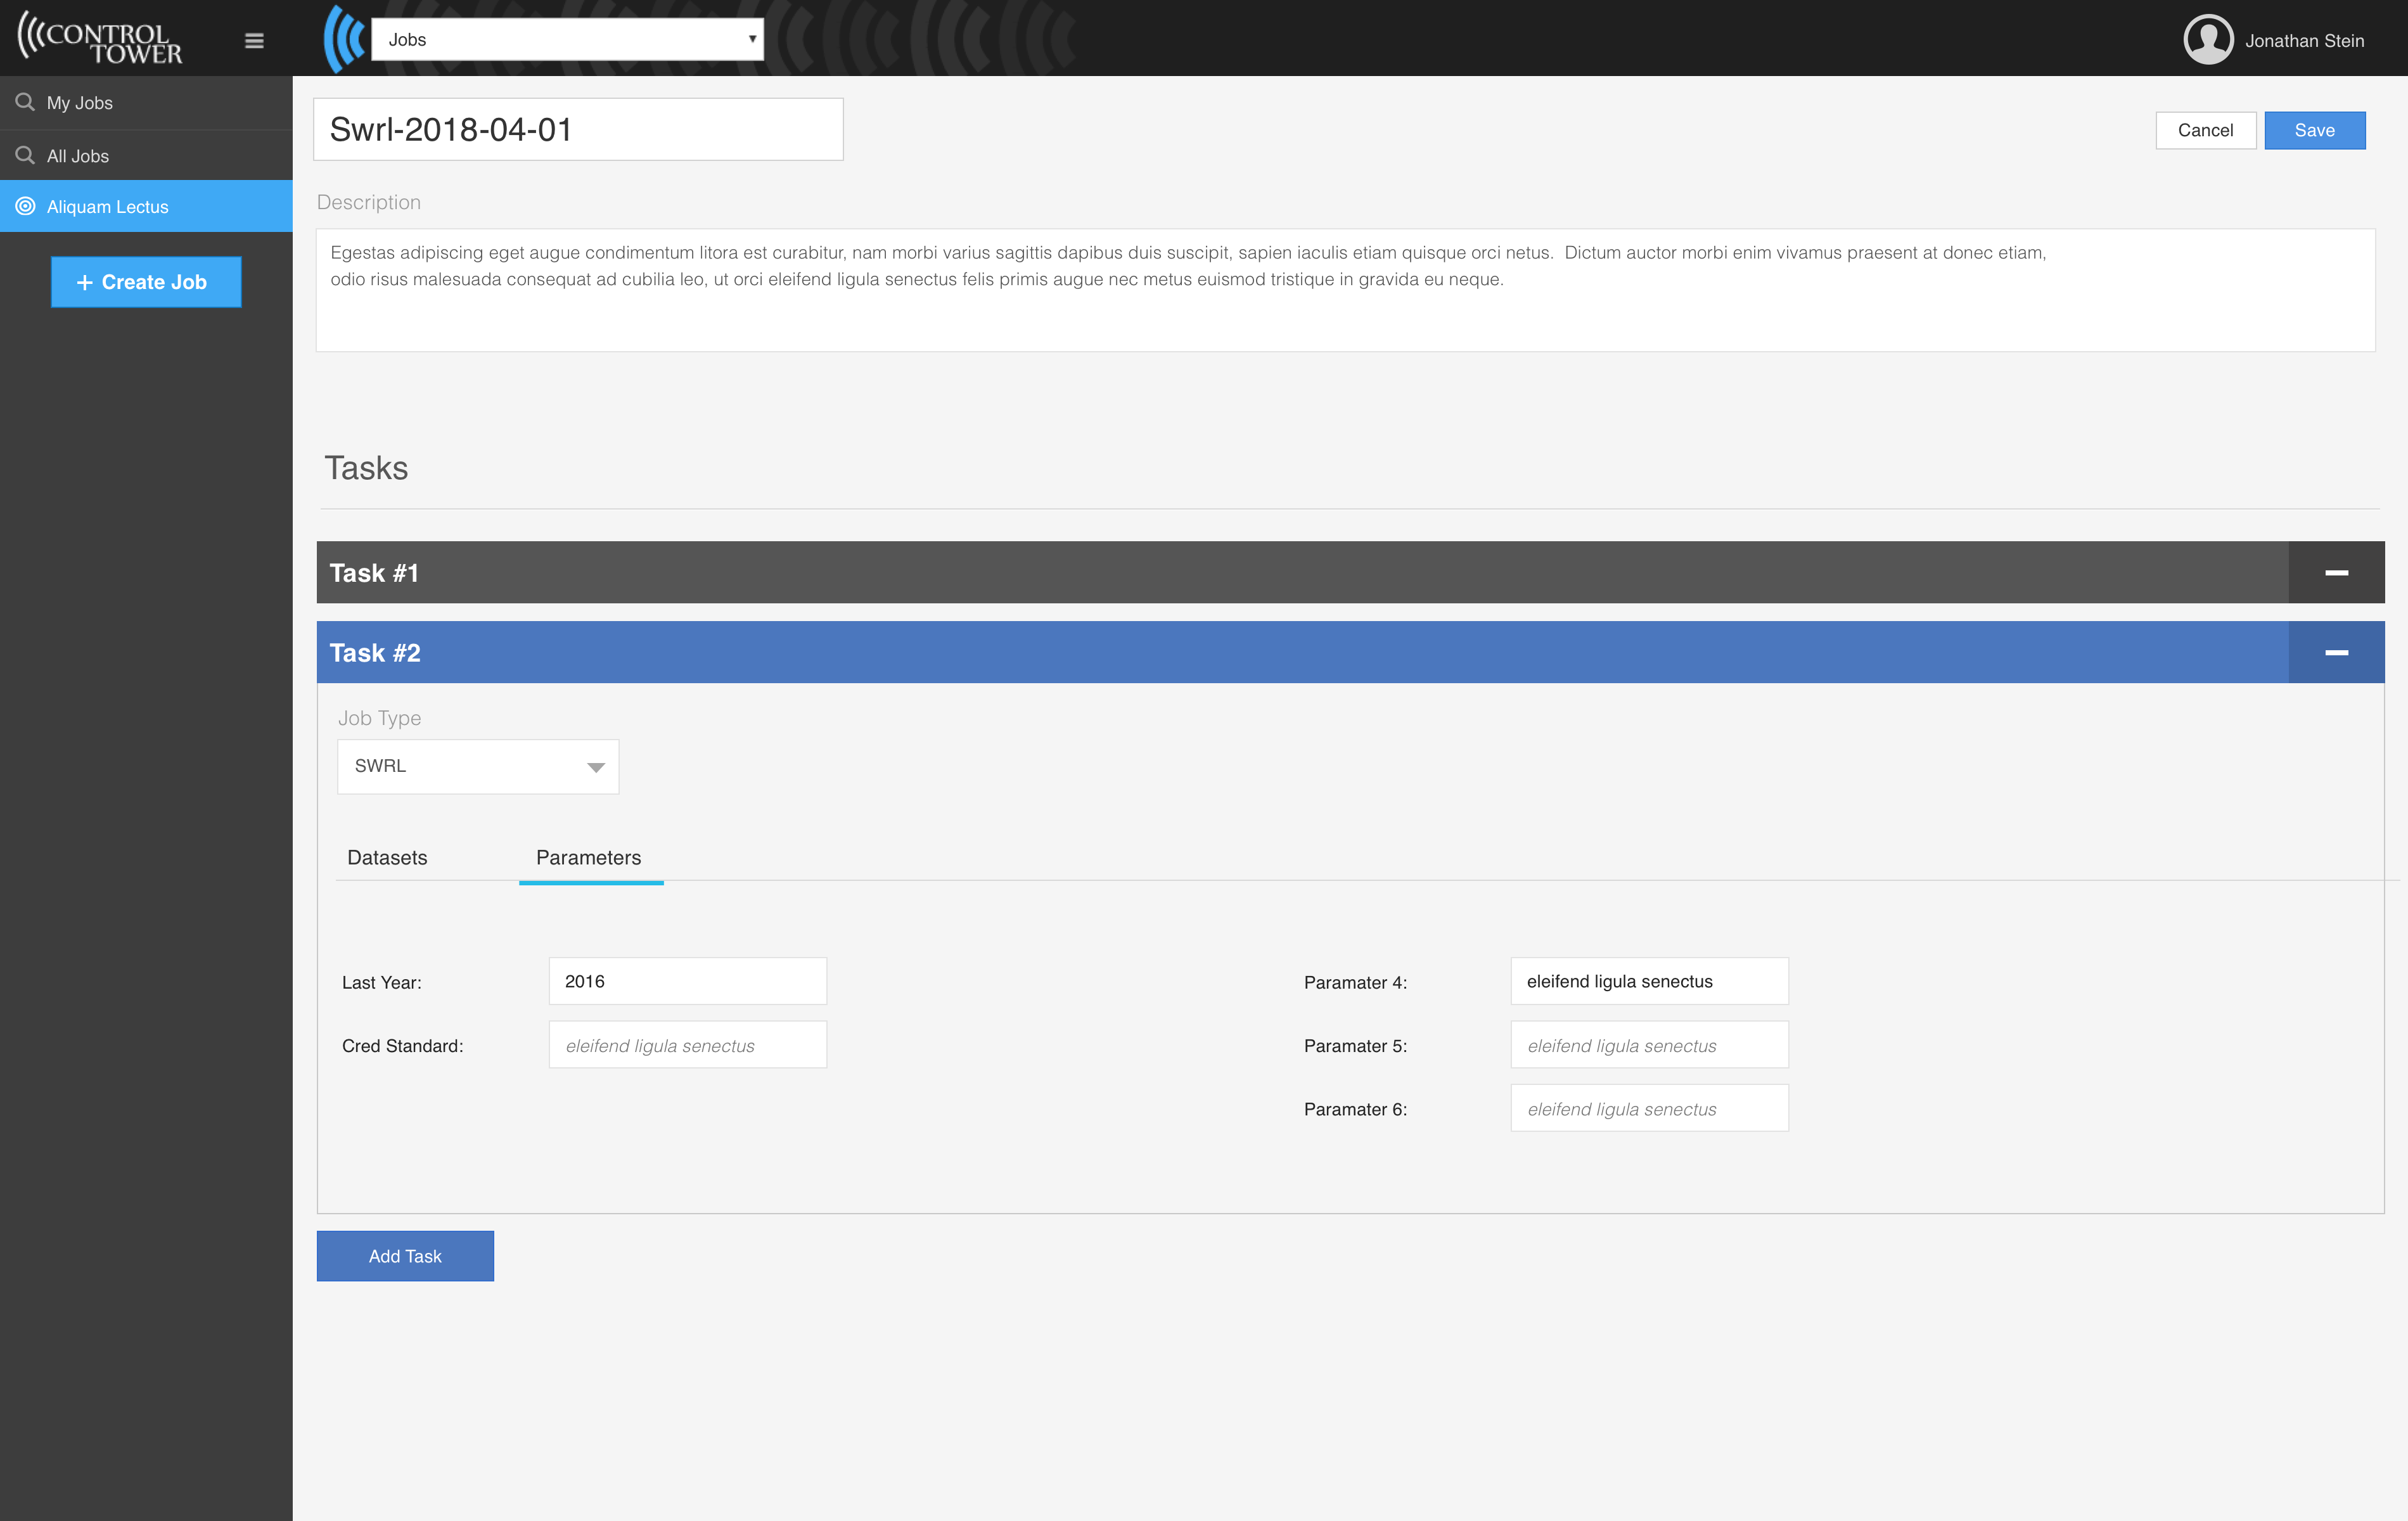 CONTROL
TOWER
Jobs
Jonathan Stein
My Jobs
All Jobs
Aliquam Lectus
+ Create Job
Swrl-2018-04-01
Cancel
Save
Description
Egestas adipiscing eget augue condimentum litora est curabitur, nam morbi varius sagittis dapibus duis suscipit, sapien iaculis etiam quisque orci netus.  Dictum auctor morbi enim vivamus praesent at donec etiam,
odio risus malesuada consequat ad cubilia leo, ut orci eleifend ligula senectus felis primis augue nec metus euismod tristique in gravida eu neque.
Tasks
Task #1
Task #2
Job Type
SWRL
Datasets
Parameters
Last Year:
2016
Paramater 4:
eleifend ligula senectus
Cred Standard:
eleifend ligula senectus
Paramater 5:
eleifend ligula senectus
Paramater 6:
eleifend ligula senectus
Add Task